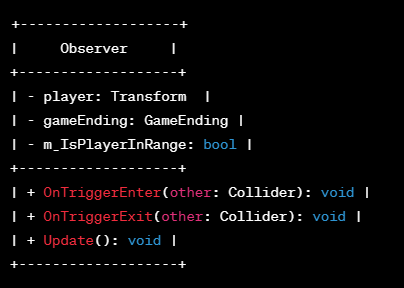 +-------------------+
|     Observer     |
+-------------------+
| - player: Transform  |
| - gameEnding: GameEnding |
| - m_IsPlayerInRange: bool |
+-------------------+
| + OnTriggerEnter(other: Collider): void |
| + OnTriggerExit(other: Collider): void |
| + Update(): void |
+-------------------+